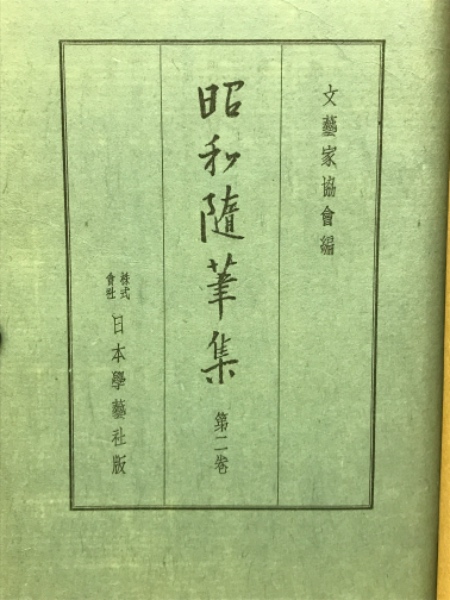 文藝家協會編
昭和隨筆集
第二卷
株式會社
日本學藝社版